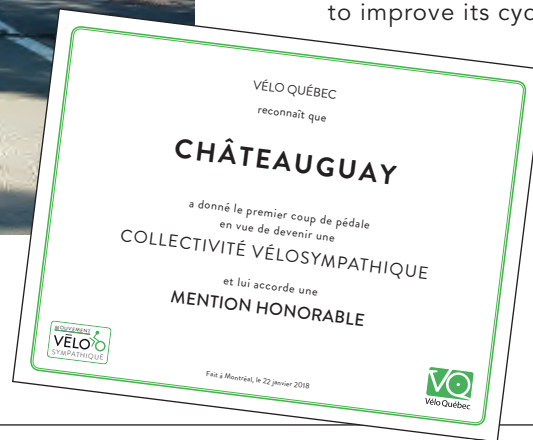 to improve its cyc
VÉLO QUÉBEC
reconnaît que
CHÂTEAUGUAY
a donné le premier coup de pédale
en vue de devenir une
COLLECTIVITÉ VÉLOSYMPATHIQUE
et lui accorde une
MENTION HONORABLE
MOUVEMENT
VÉLO
SYMPATHIQUE
Fait à Montréal, le 22 janvier 2018
VQ
Vélo Québec